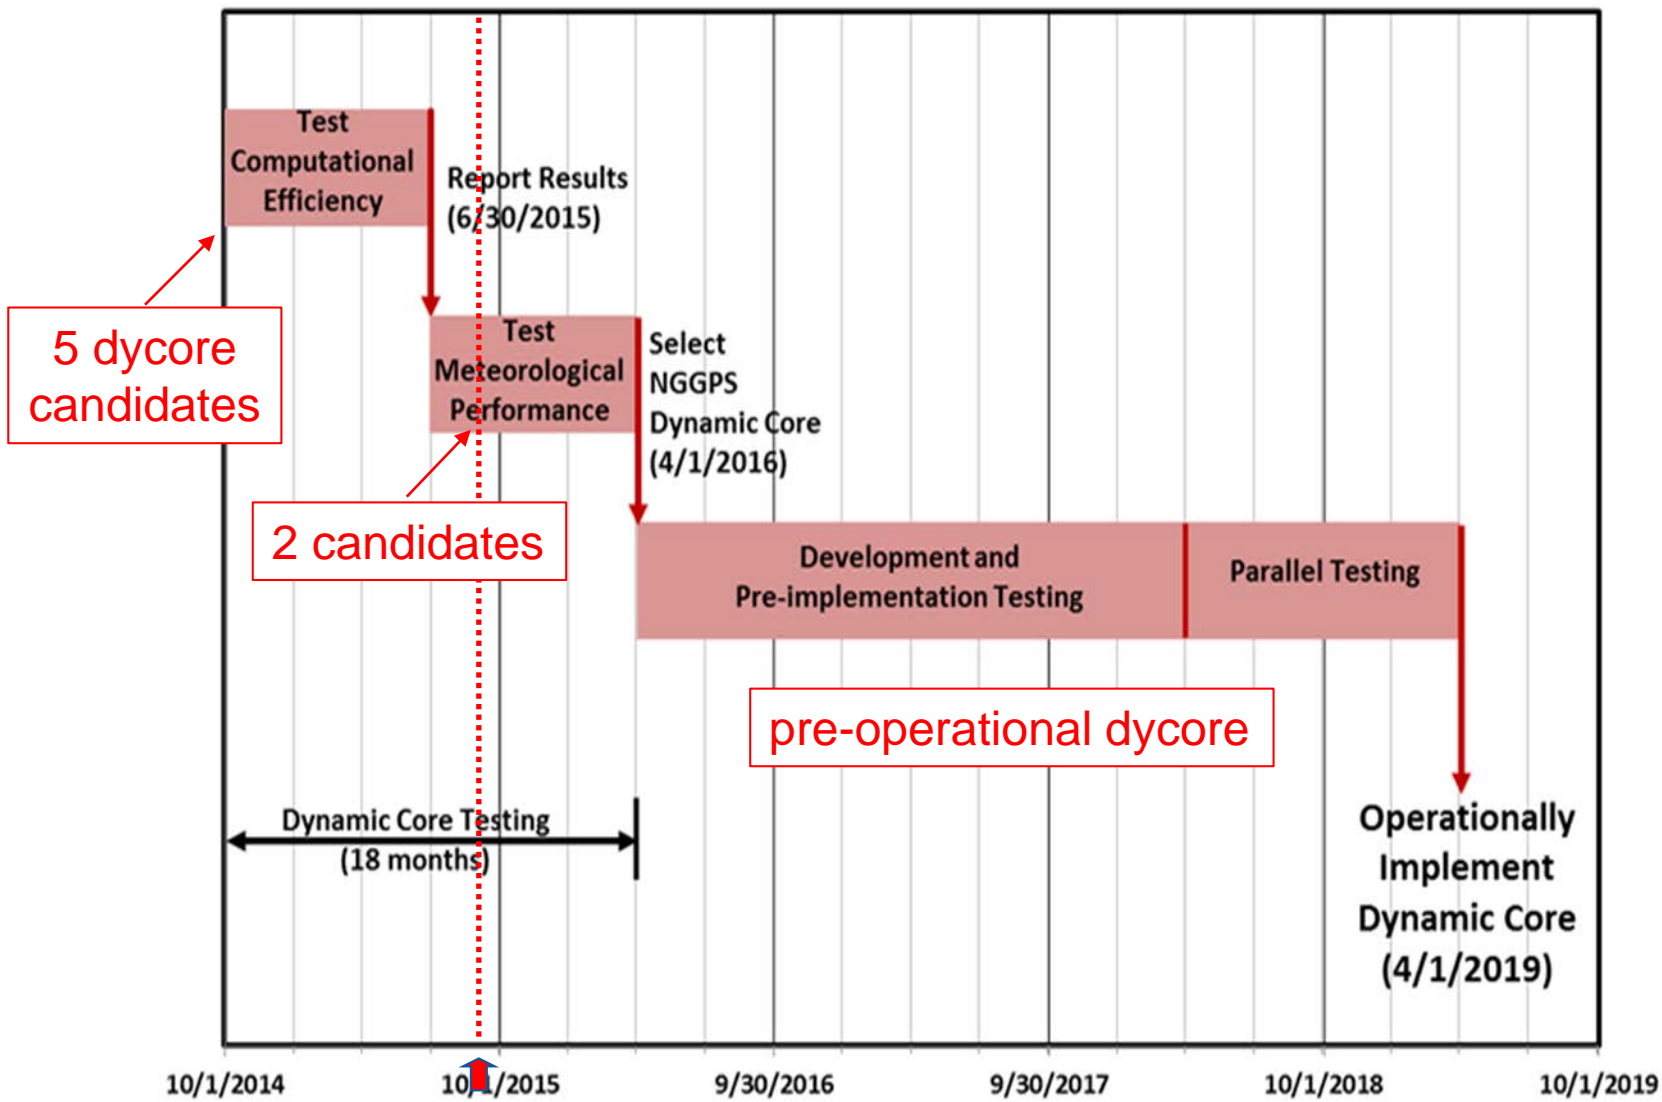 Test
Computational
Efficiency
Report Results
(6/30/2015)
5 dycore
candidates
Test
Meteorological
Performance
Select
NGGPS
Dynamic Core
(4/1/2016)
2 candidates
Development and
Pre-implementation Testing
Parallel Testing
pre-operational dycore
Dynamic Core Testing
(18 months)
Operationally
Implement
Dynamic Core
(4/1/2019)
10/1/2014
10/1/2015
9/30/2016
9/30/2017
10/1/2018
10/1/2019